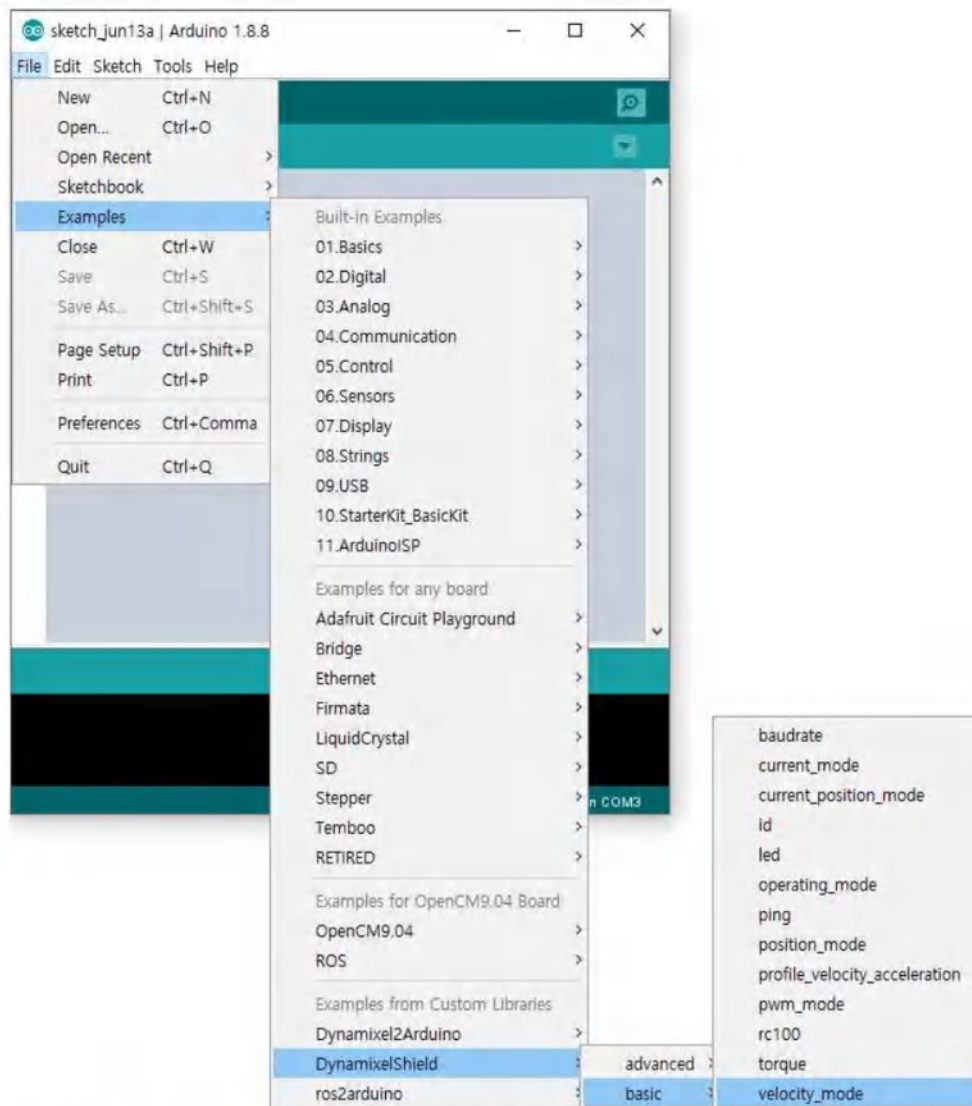 sketch_jun13a | Arduino 1.8.8
File Edit Sketch Tools Help
New Ctrl+N
Open... Ctrl+O
Open Recent
Sketchbook
Examples
Close Ctrl+W
Save Ctrl+S
Save As... Ctrl+Shift+S
Page Setup Ctrl+Shift+P
Print Ctrl+P
Preferences Ctrl+Comma
Quit Ctrl+Q
Built-in Examples
01.Basics
02.Digital
03.Analog
04.Communication
05.Control
06.Sensors
07.Display
08.Strings
09.USB
10.StarterKit_BasicKit
11.ArduinoISP
Examples for any board
Adafruit Circuit Playground
Bridge
Ethernet
Firmata
LiquidCrystal
SD
Stepper
Temboo
RETIRED
Examples for OpenCM9.04 Board
OpenCM9.04
ROS
Examples from Custom Libraries
Dynamixel2Arduino
DynamixelShield
ros2arduino
n COM3
advanced
basic
baudrate
current_mode
current_position_mode
id
led
operating_mode
ping
position_mode
profile_velocity_acceleration
pwm_mode
rc100
torque
velocity_mode